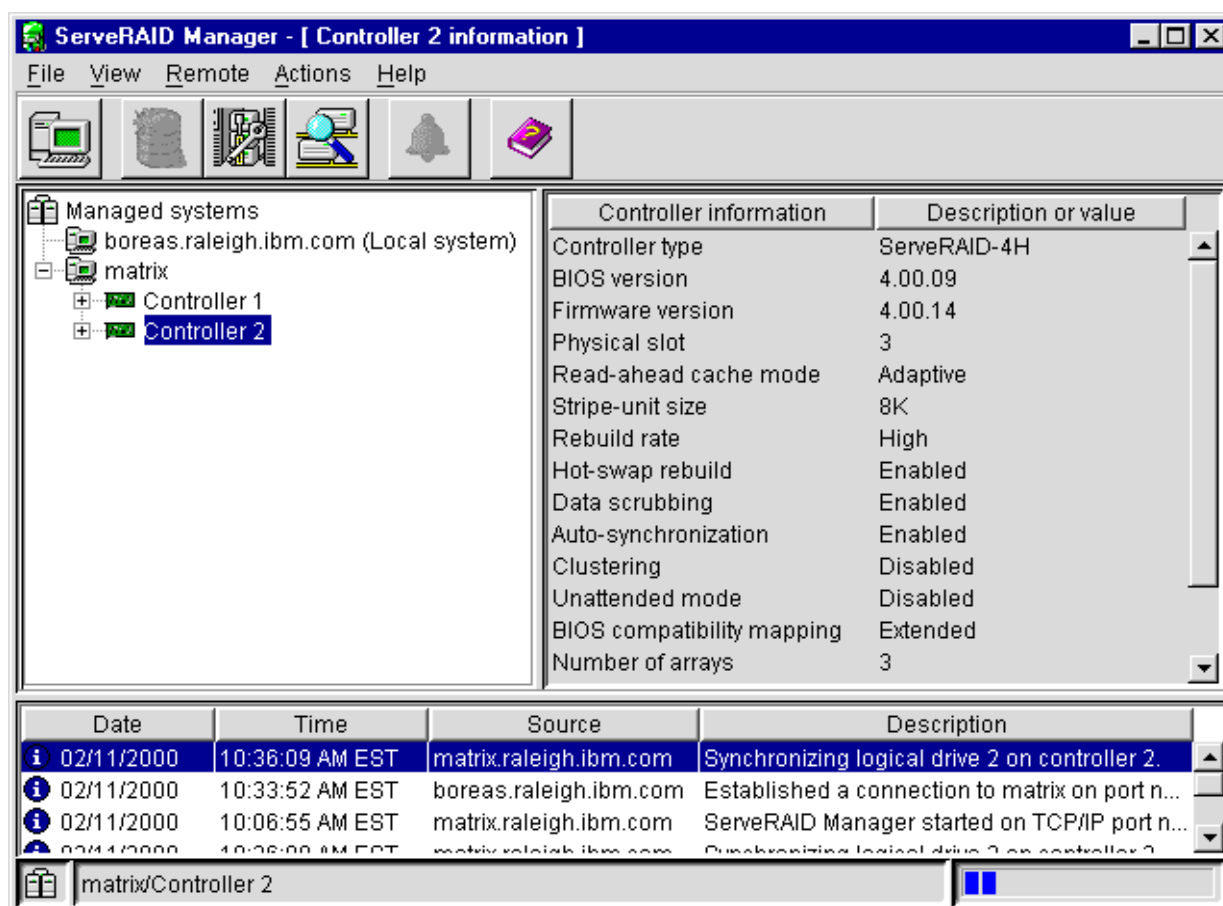 ServeRAID Manager - [ Controller 2 information ]
File View Remote Actions Help
Managed systems
boreas.raleigh.ibm.com (Local system)
matrix
Controller 1
Controller 2
Controller information Description or value
Controller type ServeRAID-4H
BIOS version 4.00.09
Firmware version 4.00.14
Physical slot 3
Read-ahead cache mode Adaptive
Stripe-unit size 8K
Rebuild rate High
Hot-swap rebuild Enabled
Data scrubbing Enabled
Auto-synchronization Enabled
Clustering Disabled
Unattended mode Disabled
BIOS compatibility mapping Extended
Number of arrays 3
Date Time Source Description
02/11/2000 10:36:09 AM EST matrix.raleigh.ibm.com Synchronizing logical drive 2 on controller 2.
02/11/2000 10:33:52 AM EST boreas.raleigh.ibm.com Established a connection to matrix on port n...
02/11/2000 10:06:55 AM EST matrix.raleigh.ibm.com ServeRAID Manager started on TCP/IP port n...
matrix/Controller 2